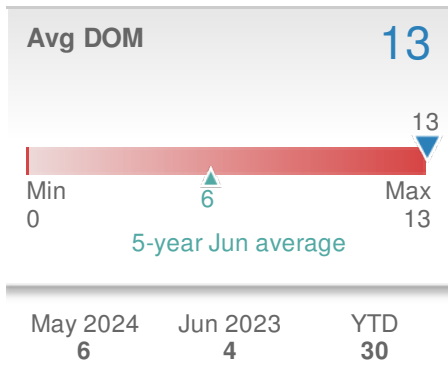 Avg DOM 13
13
Min Max
0 6 13
5-year Jun average
May 2024 Jun 2023 YTD
6 4 30